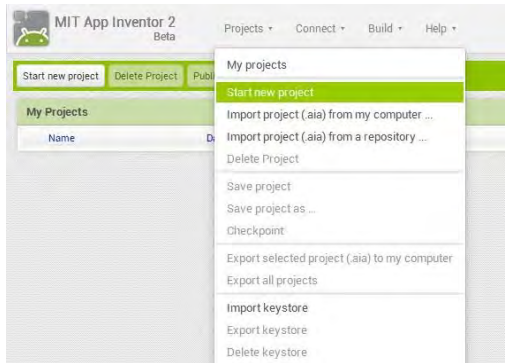 MIT App Inventor 2
Beta
Projects Connect Build Help
Start new project Delete Project
My Projects
Name
My projects
Start new project
Import project (.aia) from my computer ...
Import project (.aia) from a repository ...
Delete Project
Save project
Save project as ...
Checkpoint
Export selected project (.aia) to my computer
Export all projects
Import keystore
Export keystore
Delete keystore